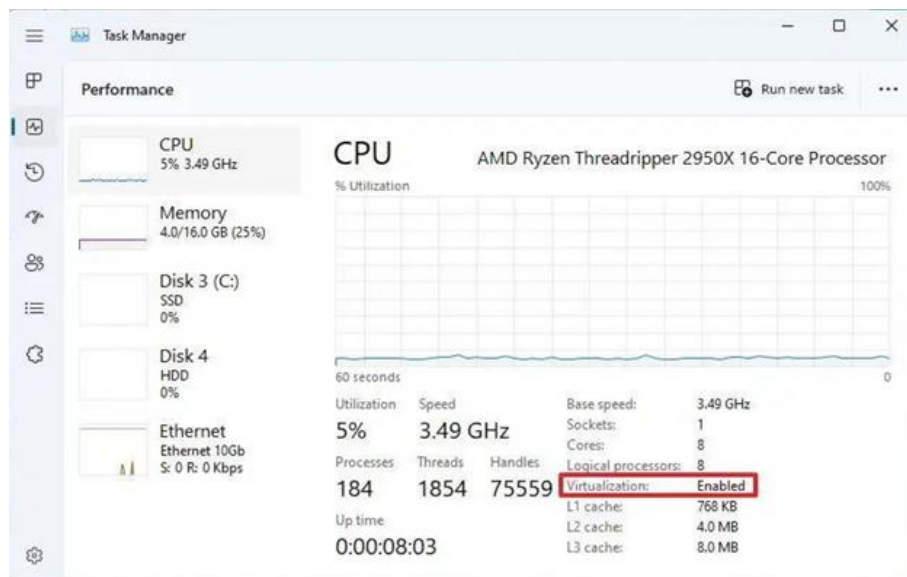 Task Manager
Performance
Run new task
CPU
5% 3.49 GHz
Memory
4.0/16.0 GB (25%)
Disk 3 (C:)
SSD
0%
Disk 4
HDD
0%
Ethernet
Ethernet 10Gb
S: 0 R: 0 Kbps
CPU AMD Ryzen Threadripper 2950X 16-Core Processor
% Utilization 100%
60 seconds 0
Utilization Speed
5% 3.49 GHz
Processes Threads Handles
184 1854 75559
Up time
0:00:08:03
Base speed: 3.49 GHz
Sockets: 1
Cores: 8
Logical processors: 8
Virtualization: Enabled
L1 cache: 768 KB
L2 cache: 4.0 MB
L3 cache: 8.0 MB